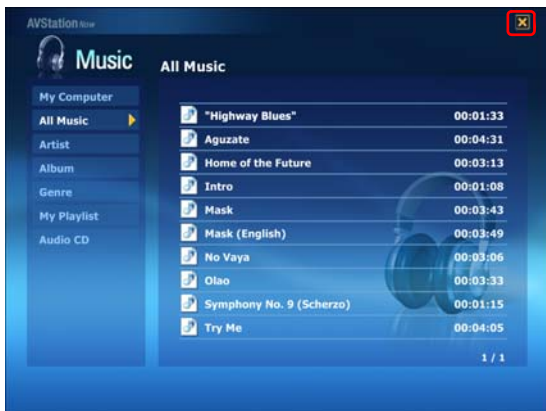 AVStation Now
Music
All Music
My Computer
All Music
Artist
Album
Genre
My Playlist
Audio CD
"Highway Blues" 00:01:33
Aguzate 00:04:31
Home of the Future 00:03:13
Intro 00:01:08
Mask 00:03:43
Mask (English) 00:03:49
No Vaya 00:03:06
Olao 00:03:33
Symphony No. 9 (Scherzo) 00:01:15
Try Me 00:04:05
1 / 1